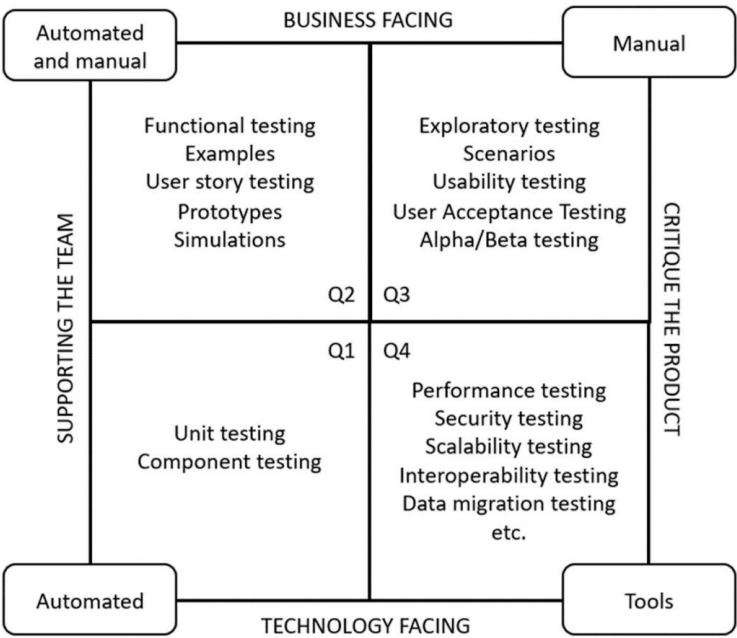 BUSINESS FACING
Automated
and manual
Manual
Functional testing
Examples
User story testing
Prototypes
Simulations
Exploratory testing
Scenarios
Usability testing
User Acceptance Testing
Alpha/Beta testing
SUPPORTING THE TEAM
CRITIQUE THE PRODUCT
Q2
Q3
Q1
Q4
Unit testing
Component testing
Performance testing
Security testing
Scalability testing
Interoperability testing
Data migration testing
etc.
Automated
Tools
TECHNOLOGY FACING